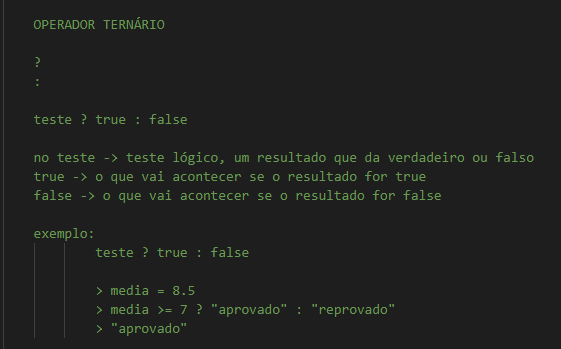 OPERADOR TERNÁRIO
?
:
teste ? true : false
no teste -> teste lógico, um resultado que da verdadeiro ou falso
true -> o que vai acontecer se o resultado for true
false -> o que vai acontecer se o resultado for false
exemplo:
teste ? true : false
> media = 8.5
> media >= 7 ? "aprovado" : "reprovado"
> "aprovado"